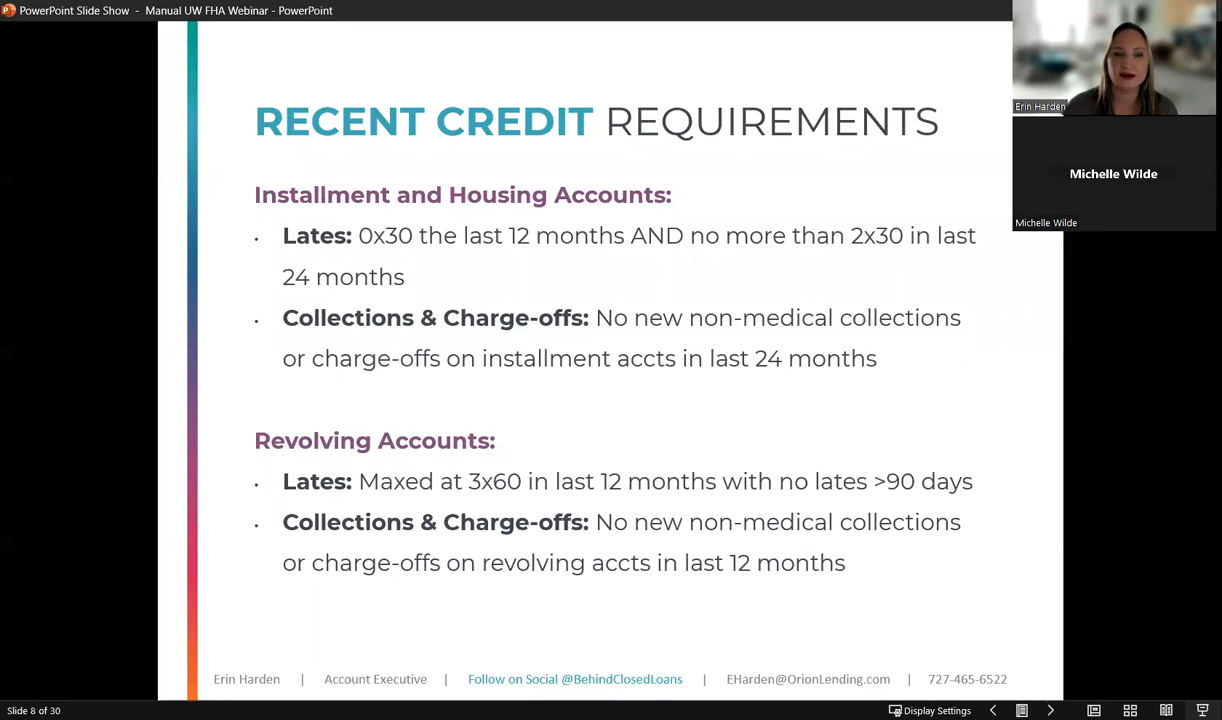 PowerPoint Slide Show - Manual UW FHA Webinar - PowerPoint
Erin Harden
Michelle Wilde
Michelle Wilde
RECENT CREDIT REQUIREMENTS
Installment and Housing Accounts:
• Lates: 0x30 the last 12 months AND no more than 2x30 in last
24 months
• Collections & Charge-offs: No new non-medical collections
or charge-offs on installment accts in last 24 months
Revolving Accounts:
• Lates: Maxed at 3x60 in last 12 months with no lates >90 days
• Collections & Charge-offs: No new non-medical collections
or charge-offs on revolving accts in last 12 months
Erin Harden | Account Executive | Follow on Social @BehindClosedLoans | EHarden@OrionLending.com | 727-465-6522
Slide 8 of 30
Display Settings